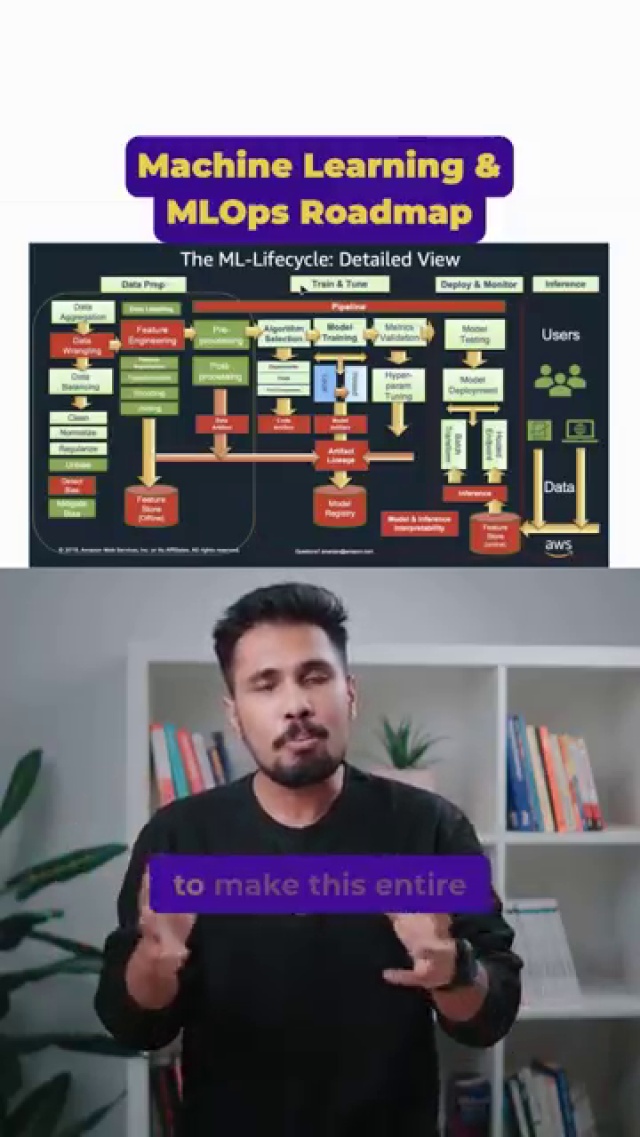 Machine Learning &
MLOps Roadmap
The ML-Lifecycle: Detailed View
Data Prep
Train & Tune
Deploy & Monitor
Inference
Pipeline
Data
Aggregation
Data
Wrangling
Data
Balancing
Clean
Normalize
Regularize
Unbias
Detect
Bias
Mitigate
Bias
Data Labelling
Feature
Engineering
Feature
Store
(Offline)
Pre-
processing
Post
processing
Data
Artifact
Algorithm
Selection
Code
Artifact
Model
Training
Model
Artifact
Artifact
Lineage
Model
Registry
Metrics
Validation
Hyper-
param
Tuning
Model & Inference
Interpretability
Model
Testing
Model
Deployment
Batch
Transform
Hosted
Endpoint
Inference
Feature
Store
(online)
Users
Data
aws
to make this entire